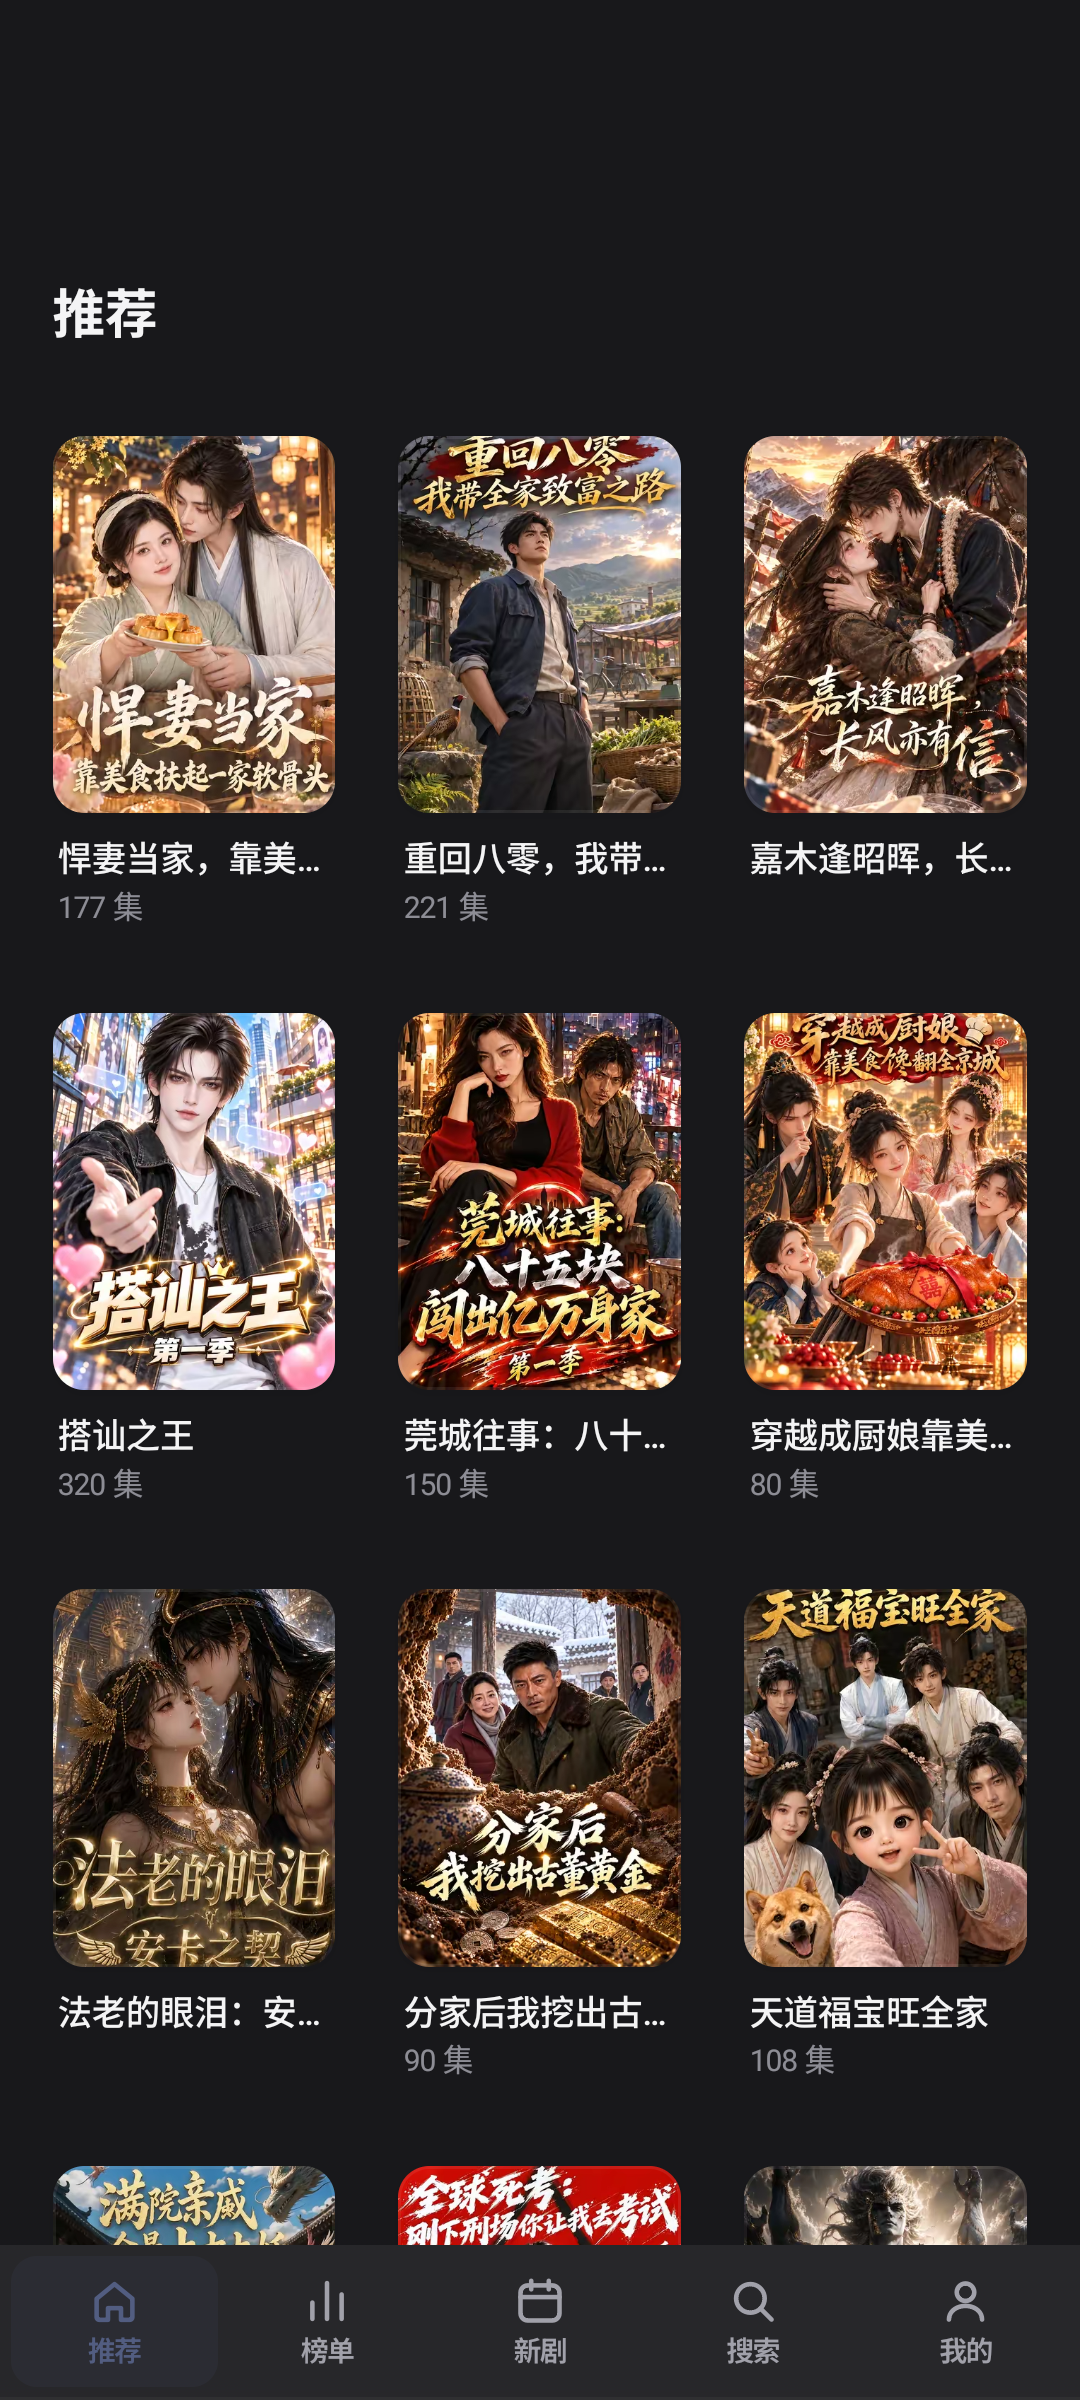 推荐
悍妻当家
靠美食扶起一家软骨头
重回八零
我带全家致富之路
嘉木逢昭晖，
长风亦有信
悍妻当家，靠美...
177 集
重回八零，我带...
221 集
嘉木逢昭晖，长...
搭讪之王
第一季
莞城往事：
八十五块
闯出亿万身家
第一季
穿越成厨娘
靠美食馋翻全京城
囍
搭讪之王
320 集
莞城往事：八十...
150 集
穿越成厨娘靠美...
80 集
法老的眼泪
安卡之契
分家后
我挖出古董黄金
天道福宝旺全家
法老的眼泪：安...
分家后我挖出古...
90 集
天道福宝旺全家
108 集
满院亲戚
全球死考：
刚下刑场你让我去考试
推荐
榜单
新剧
搜索
我的